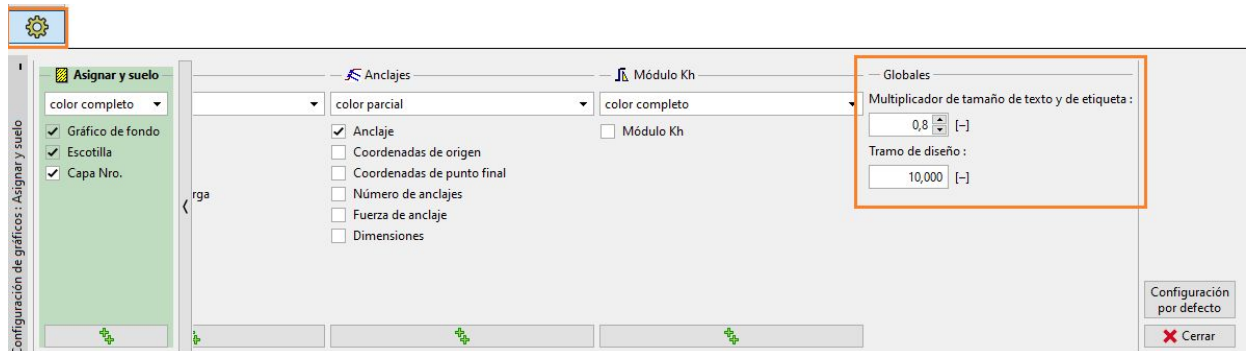 Configuración de gráficos : Asignar y suelo
Asignar y suelo
color completo
Gráfico de fondo
Escotilla
Capa Nro.
rga
Anclajes
color parcial
Anclaje
Coordenadas de origen
Coordenadas de punto final
Número de anclajes
Fuerza de anclaje
Dimensiones
Módulo Kh
color completo
Módulo Kh
Globales
Multiplicador de tamaño de texto y de etiqueta :
0,8 [–]
Tramo de diseño :
10,000 [–]
Configuración
por defecto
Cerrar